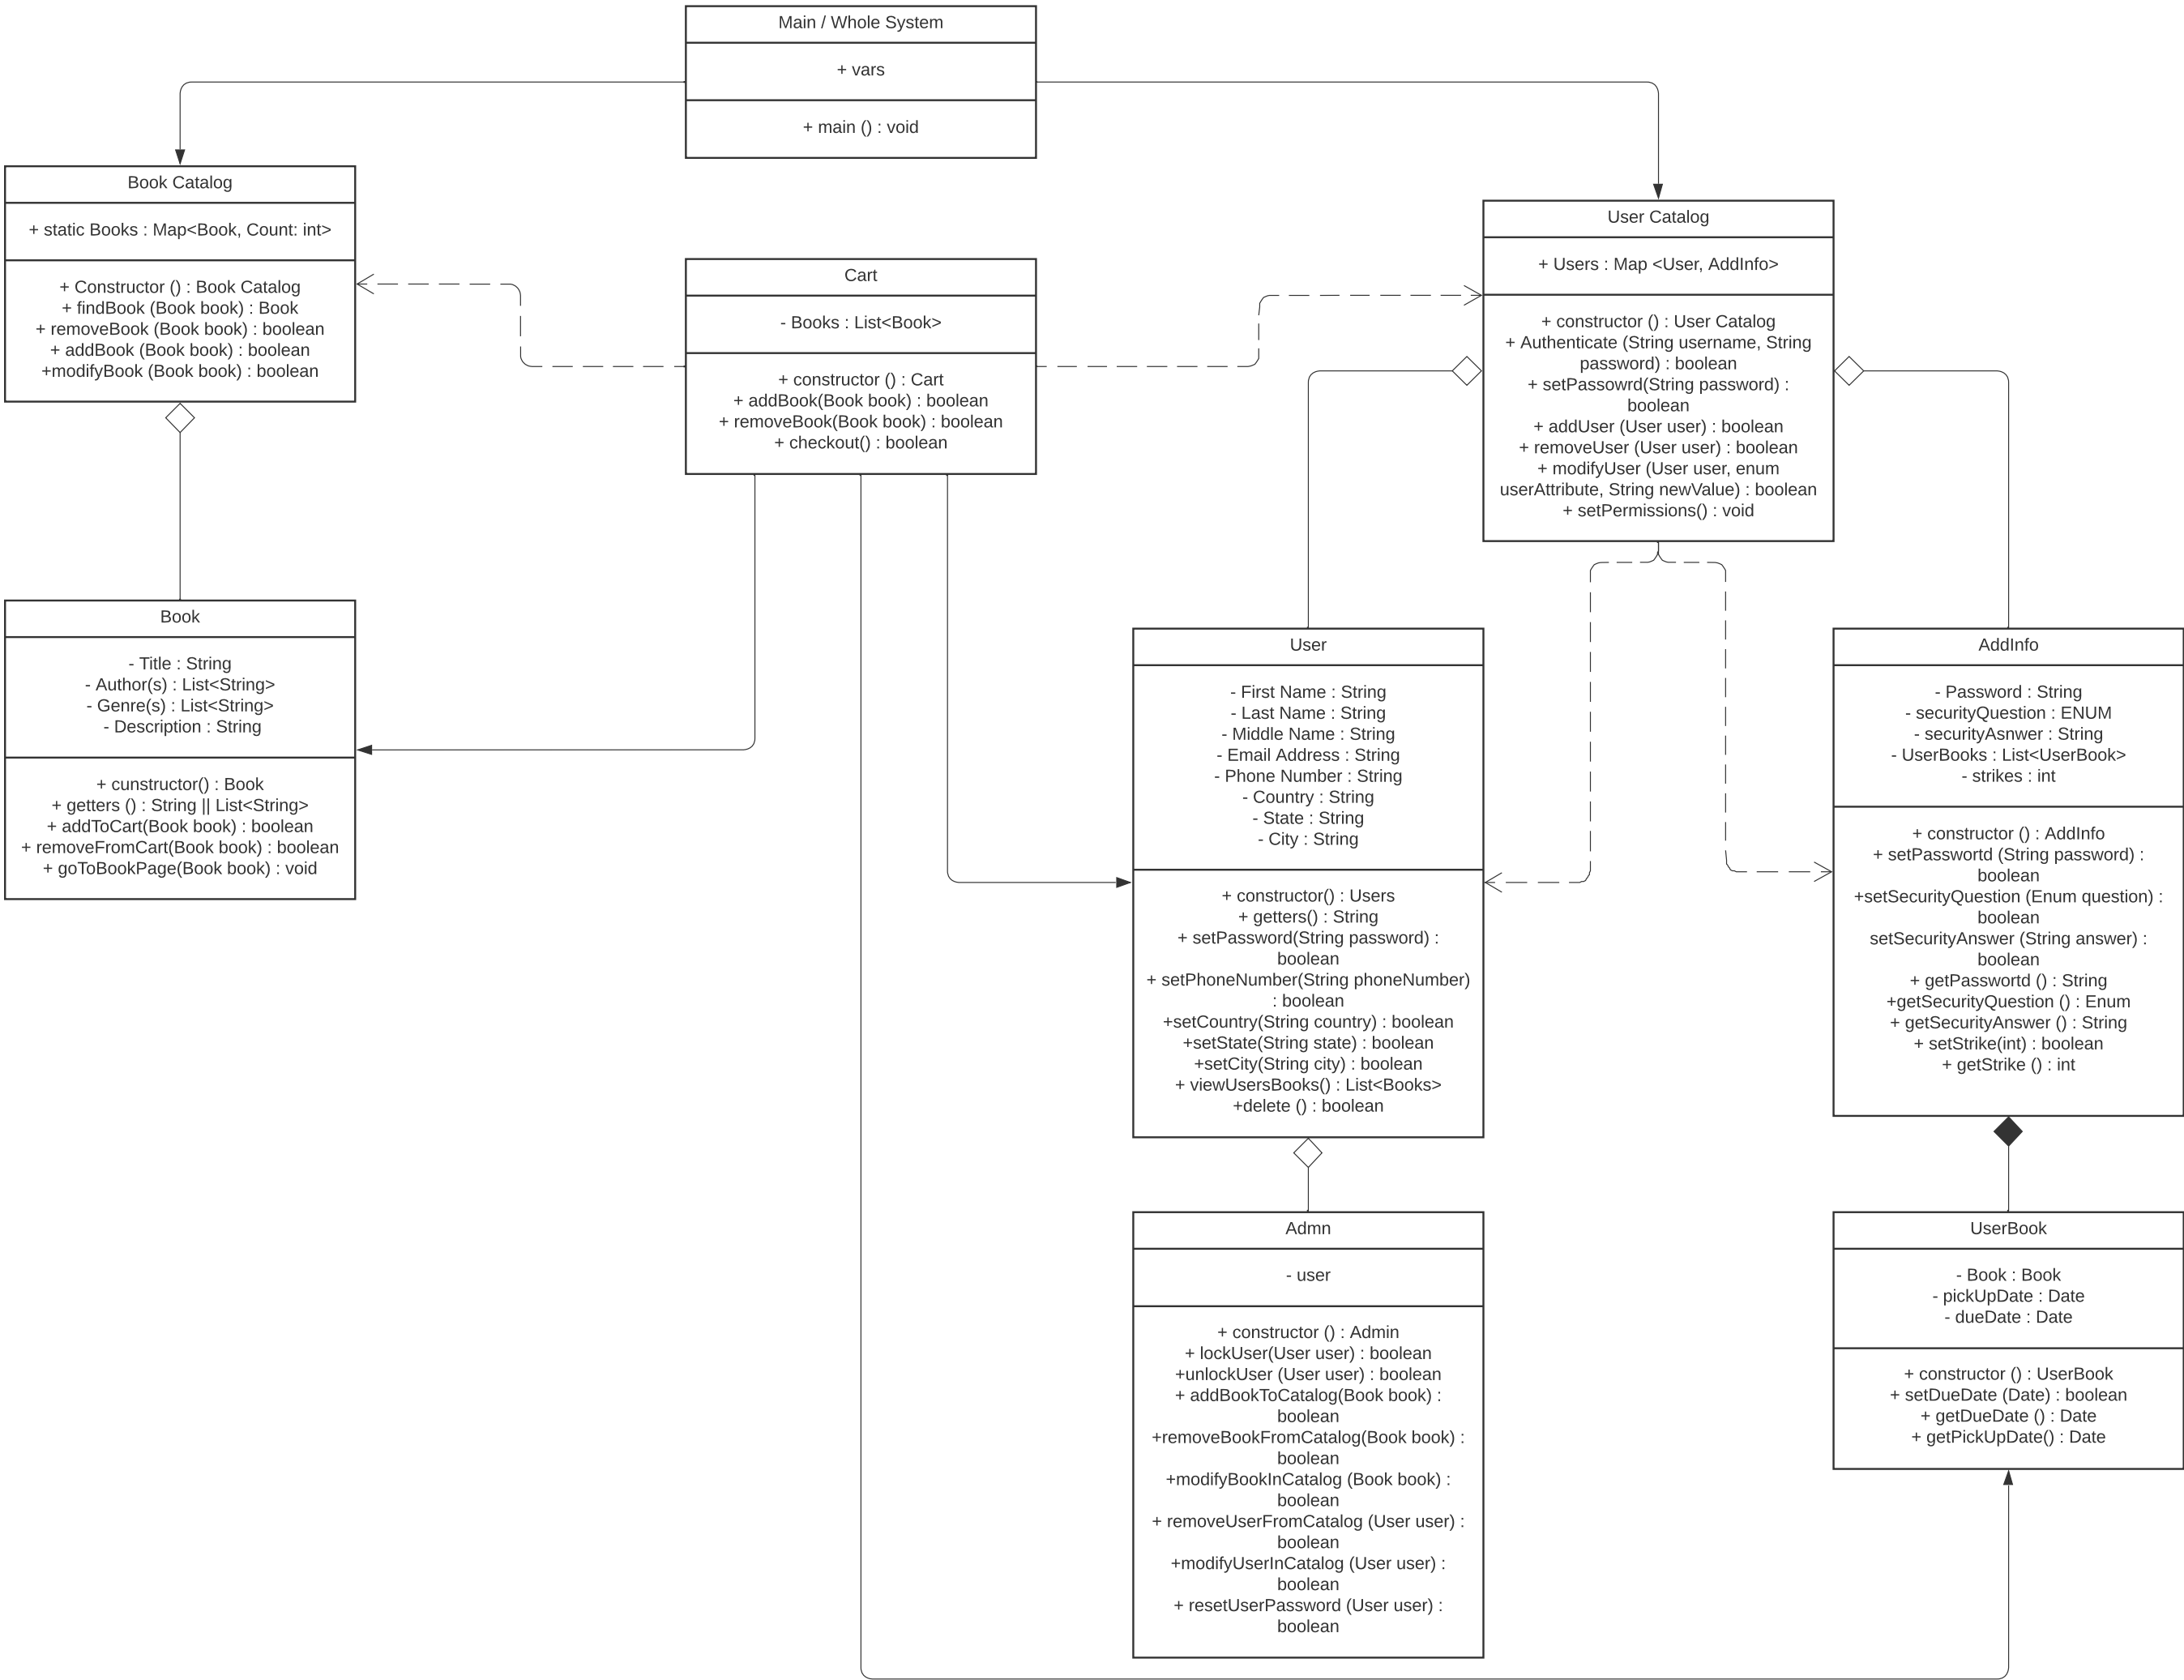 Main / Whole System
+ vars
+ main () : void
Book Catalog
+ static Books : Map<Book, Count: int>
+ Constructor () : Book Catalog
+ findBook (Book book) : Book
+ removeBook (Book book) : boolean
+ addBook (Book book) : boolean
+modifyBook (Book book) : boolean
Cart
- Books : List<Book>
+ constructor () : Cart
+ addBook(Book book) : boolean
+ removeBook(Book book) : boolean
+ checkout() : boolean
User Catalog
+ Users : Map <User, AddInfo>
+ constructor () : User Catalog
+ Authenticate (String username, String
password) : boolean
+ setPassowrd(String password) :
boolean
+ addUser (User user) : boolean
+ removeUser (User user) : boolean
+ modifyUser (User user, enum
userAttribute, String newValue) : boolean
+ setPermissions() : void
Book
- Title : String
- Author(s) : List<String>
- Genre(s) : List<String>
- Description : String
+ cunstructor() : Book
+ getters () : String || List<String>
+ addToCart(Book book) : boolean
+ removeFromCart(Book book) : boolean
+ goToBookPage(Book book) : void
User
- First Name : String
- Last Name : String
- Middle Name : String
- Email Address : String
- Phone Number : String
- Country : String
- State : String
- City : String
+ constructor() : Users
+ getters() : String
+ setPassword(String password) :
boolean
+ setPhoneNumber(String phoneNumber)
: boolean
+setCountry(String country) : boolean
+setState(String state) : boolean
+setCity(String city) : boolean
+ viewUsersBooks() : List<Books>
+delete () : boolean
AddInfo
- Password : String
- securityQuestion : ENUM
- securityAsnwer : String
- UserBooks : List<UserBook>
- strikes : int
+ constructor () : AddInfo
+ setPasswortd (String password) :
boolean
+setSecurityQuestion (Enum question) :
boolean
setSecurityAnswer (String answer) :
boolean
+ getPasswortd () : String
+getSecurityQuestion () : Enum
+ getSecurityAnswer () : String
+ setStrike(int) : boolean
+ getStrike () : int
Admn
- user
+ constructor () : Admin
+ lockUser(User user) : boolean
+unlockUser (User user) : boolean
+ addBookToCatalog(Book book) :
boolean
+removeBookFromCatalog(Book book) :
boolean
+modifyBookInCatalog (Book book) :
boolean
+ removeUserFromCatalog (User user) :
boolean
+modifyUserInCatalog (User user) :
boolean
+ resetUserPassword (User user) :
boolean
UserBook
- Book : Book
- pickUpDate : Date
- dueDate : Date
+ constructor () : UserBook
+ setDueDate (Date) : boolean
+ getDueDate () : Date
+ getPickUpDate() : Date